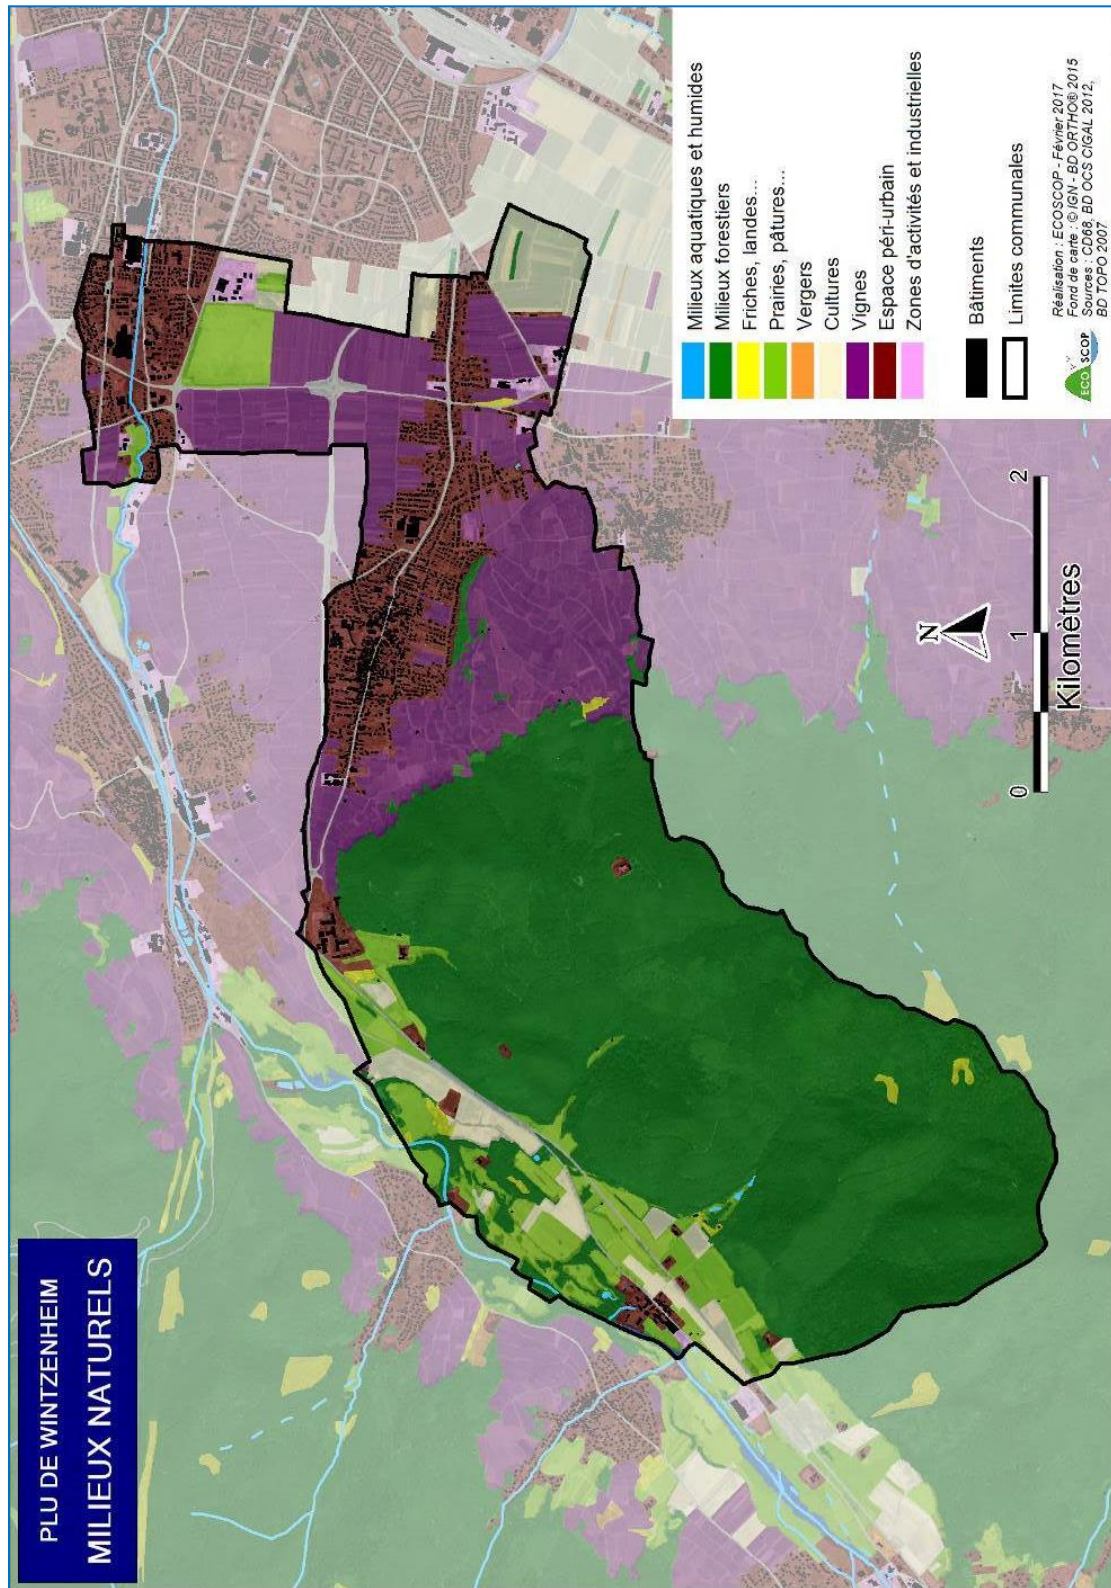 PLU DE WINTZENHEIM
MILIEUX NATURELS
N
0 1 2
Kilomètres
Milieux aquatiques et humides
Milieux forestiers
Friches, landes...
Prairies, pâtures...
Vergers
Cultures
Vignes
Espace péri-urbain
Zones d'activités et industrielles
Bâtiments
Limites communales
ECO SCOP
Réalisation : ECOSCOP - Février 2017
Fond de carte : © IGN - BD ORTHO® 2015
Sources : CD68, BD OCS CIGAL 2012,
BD TOPO 2007